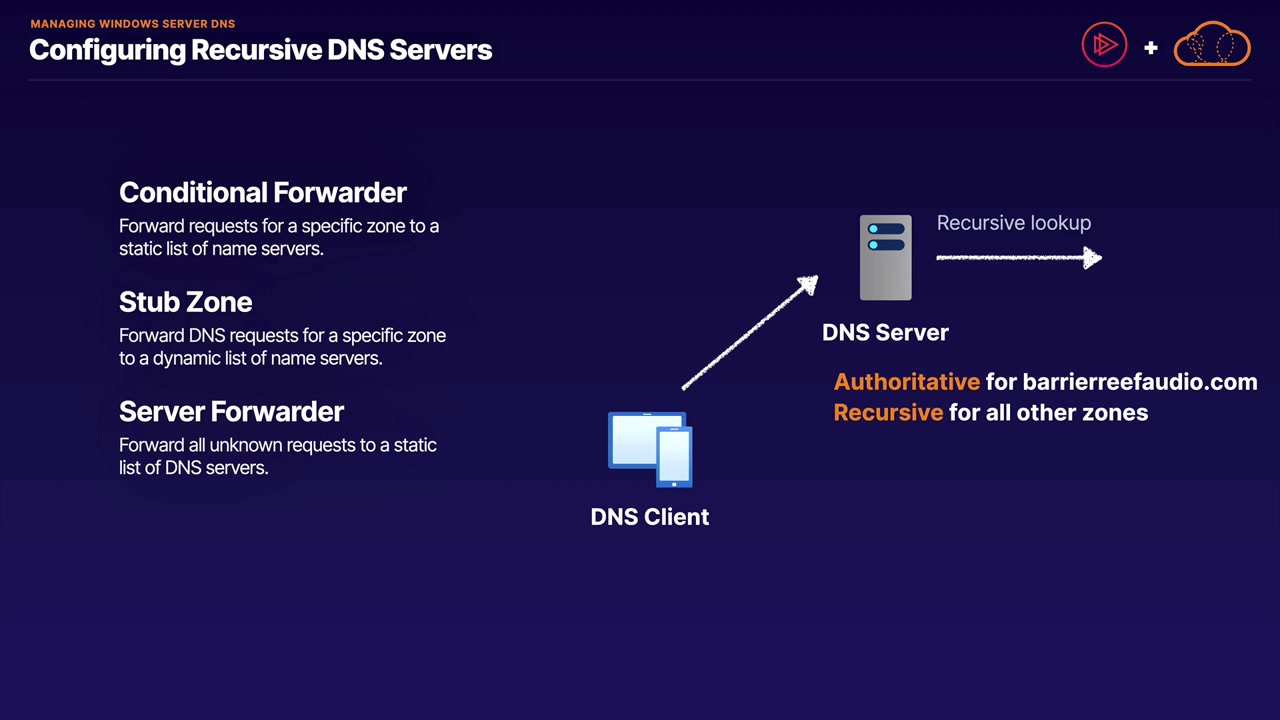 MANAGING WINDOWS SERVER DNS
Configuring Recursive DNS Servers
+
Conditional Forwarder
Forward requests for a specific zone to a
static list of name servers.
Stub Zone
Forward DNS requests for a specific zone
to a dynamic list of name servers.
Server Forwarder
Forward all unknown requests to a static
list of DNS servers.
Recursive lookup
DNS Server
Authoritative for barrierreefaudio.com
Recursive for all other zones
DNS Client